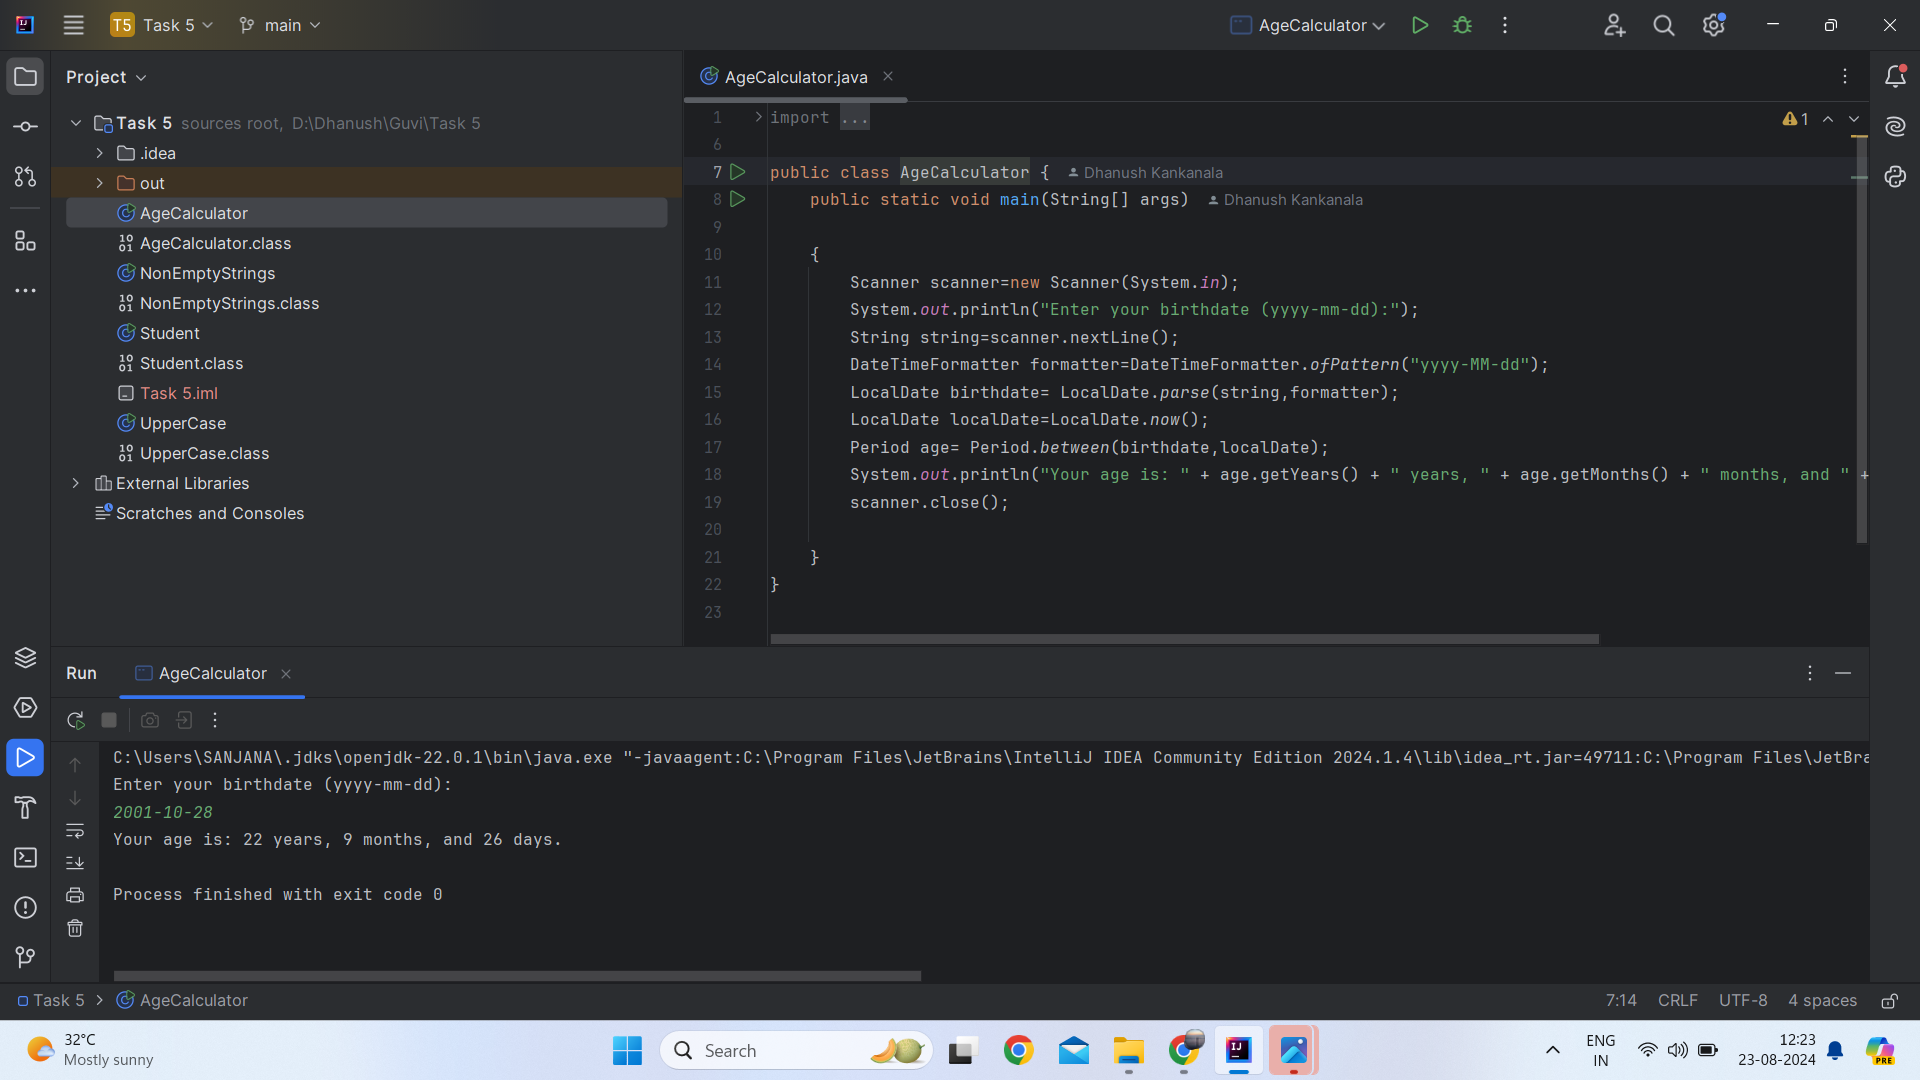 T5 Task 5 main AgeCalculator
Project
Task 5 sources root, D:\Dhanush\Guvi\Task 5
.idea
out
AgeCalculator
AgeCalculator.class
NonEmptyStrings
NonEmptyStrings.class
Student
Student.class
Task 5.iml
UpperCase
UpperCase.class
External Libraries
Scratches and Consoles
AgeCalculator.java
1 import ...
1
6
7 public class AgeCalculator { Dhanush Kankanala
8 public static void main(String[] args) Dhanush Kankanala
9
10 {
11 Scanner scanner=new Scanner(System.in);
12 System.out.println("Enter your birthdate (yyyy-mm-dd):");
13 String string=scanner.nextLine();
14 DateTimeFormatter formatter=DateTimeFormatter.ofPattern("yyyy-MM-dd");
15 LocalDate birthdate= LocalDate.parse(string,formatter);
16 LocalDate localDate=LocalDate.now();
17 Period age= Period.between(birthdate,localDate);
18 System.out.println("Your age is: " + age.getYears() + " years, " + age.getMonths() + " months, and " +
19 scanner.close();
20
21 }
22 }
23
Run AgeCalculator
C:\Users\SANJANA\.jdks\openjdk-22.0.1\bin\java.exe "-javaagent:C:\Program Files\JetBrains\IntelliJ IDEA Community Edition 2024.1.4\lib\idea_rt.jar=49711:C:\Program Files\JetBra
Enter your birthdate (yyyy-mm-dd):
2001-10-28
Your age is: 22 years, 9 months, and 26 days.
Process finished with exit code 0
Task 5 > AgeCalculator
7:14 CRLF UTF-8 4 spaces
32°C
Mostly sunny
Search
ENG
IN
12:23
23-08-2024
PRE